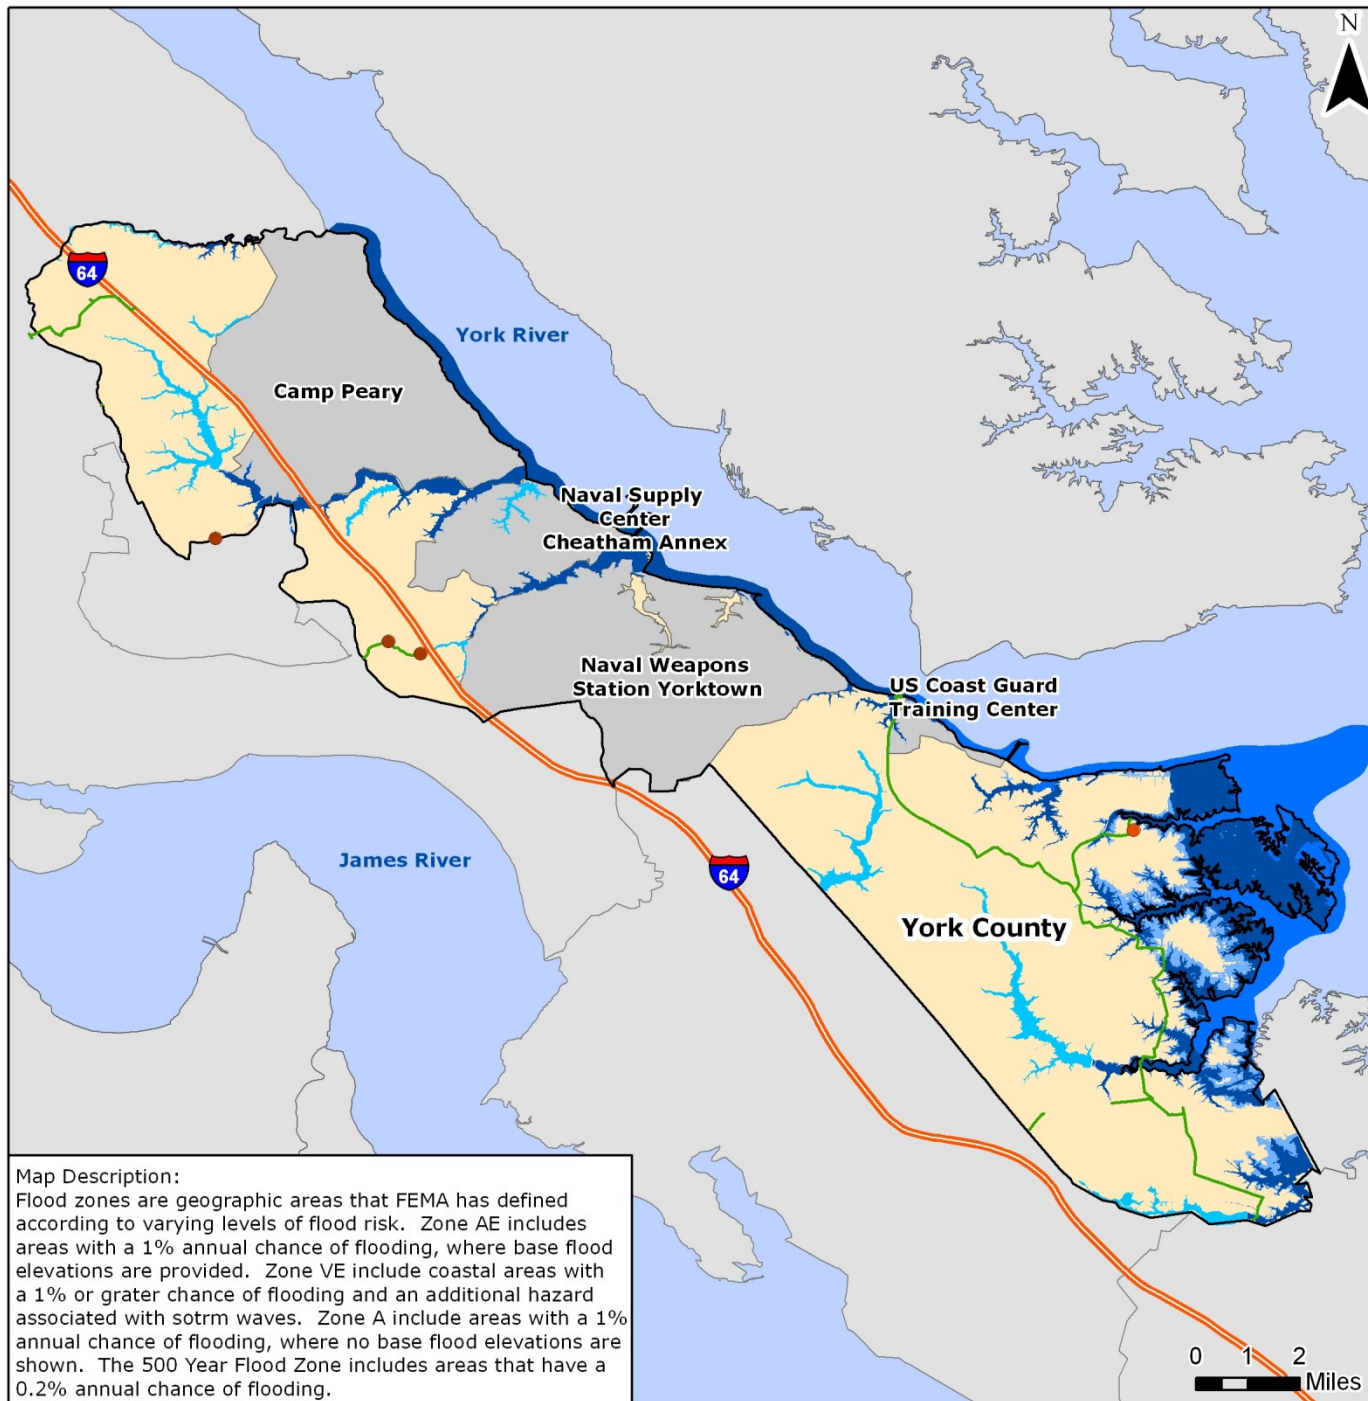 N
64
York River
Camp Peary
Naval Supply
Center
Cheatham Annex
Naval Weapons
Station Yorktown
US Coast Guard
Training Center
James River
64
York County
Map Description:
Flood zones are geographic areas that FEMA has defined
according to varying levels of flood risk.  Zone AE includes
areas with a 1% annual chance of flooding, where base flood
elevations are provided.  Zone VE include coastal areas with
a 1% or grater chance of flooding and an additional hazard
associated with sotrm waves.  Zone A include areas with a 1%
annual chance of flooding, where no base flood elevations are
shown.  The 500 Year Flood Zone includes areas that have a
0.2% annual chance of flooding.
0 1 2
Miles